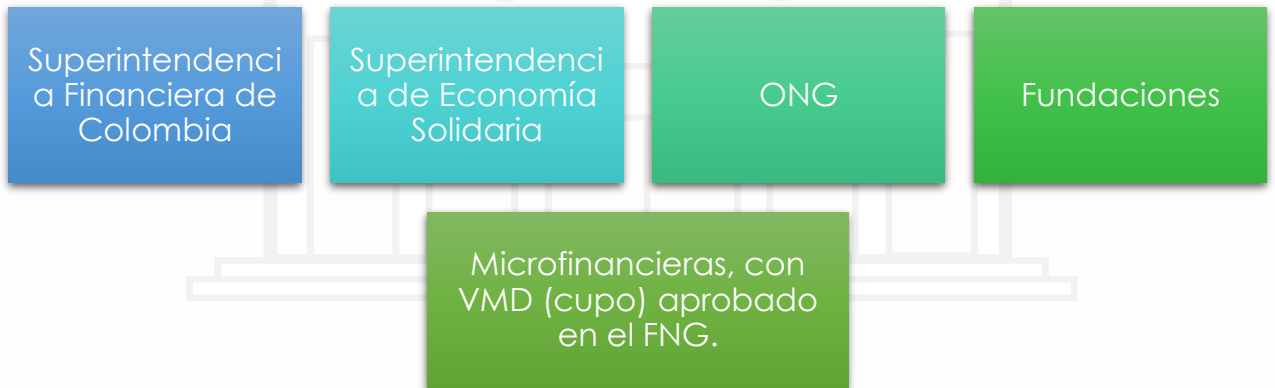 Superintendenci
a Financiera de
Colombia
Superintendenci
a de Economía
Solidaria
ONG
Fundaciones
Microfinancieras, con
VMD (cupo) aprobado
en el FNG.